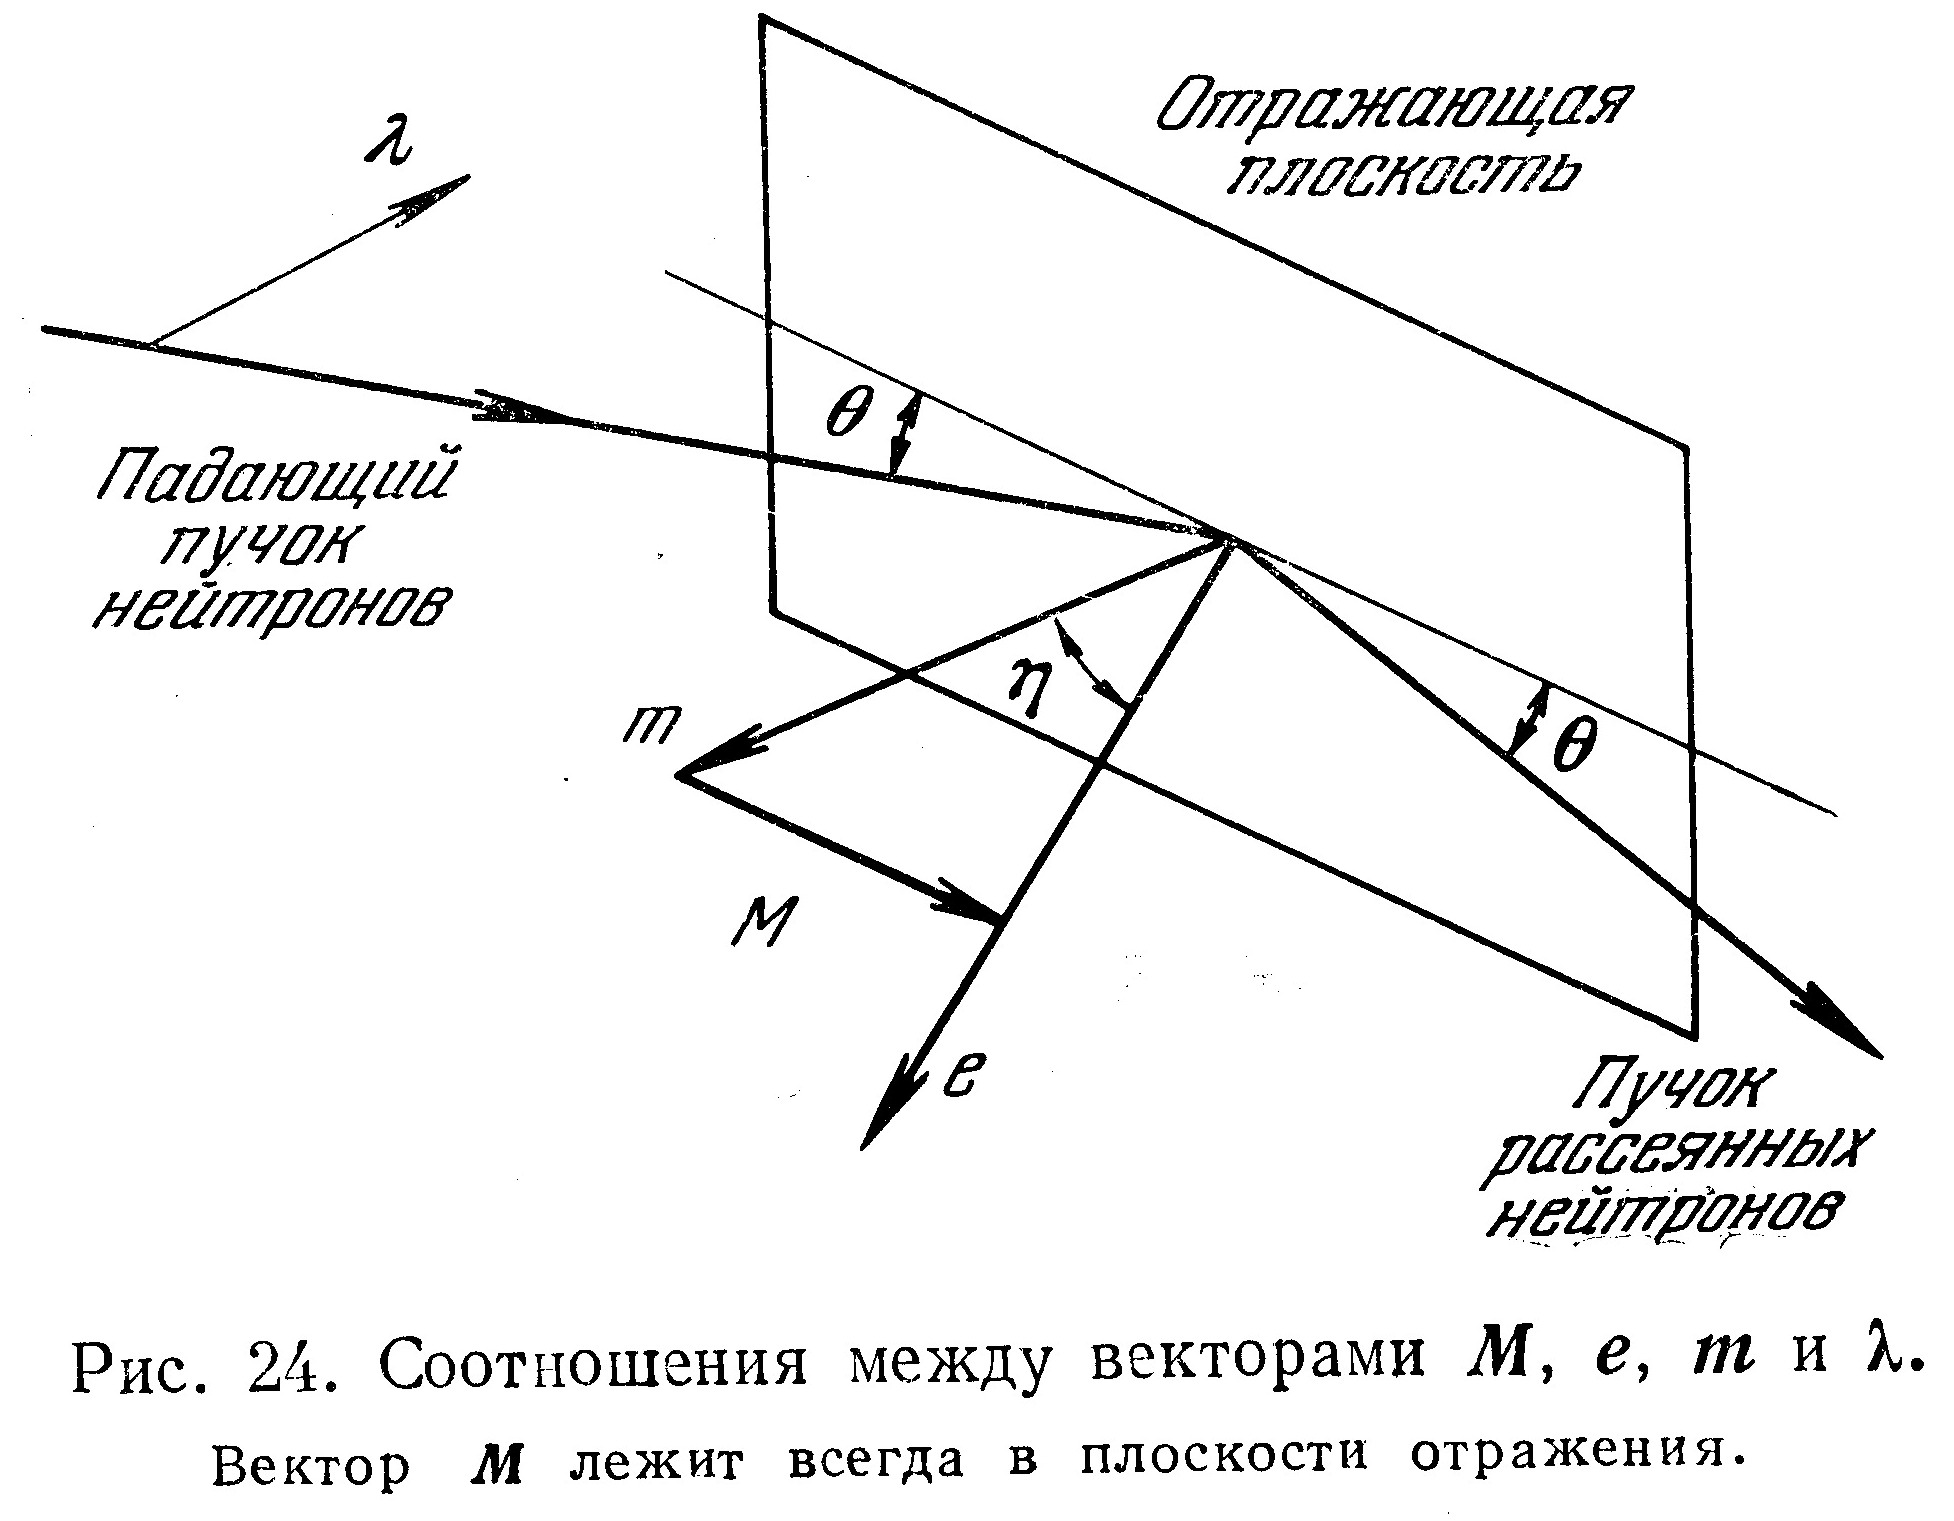 Отражающая
плоскость
λ
θ
Падающий
пучок
нейтронов
η
m
θ
M
e
Пучок
рассеянных
нейтронов
Рис. 24. Соотношения между векторами M, e, m и λ.
Вектор M лежит всегда в плоскости отражения.